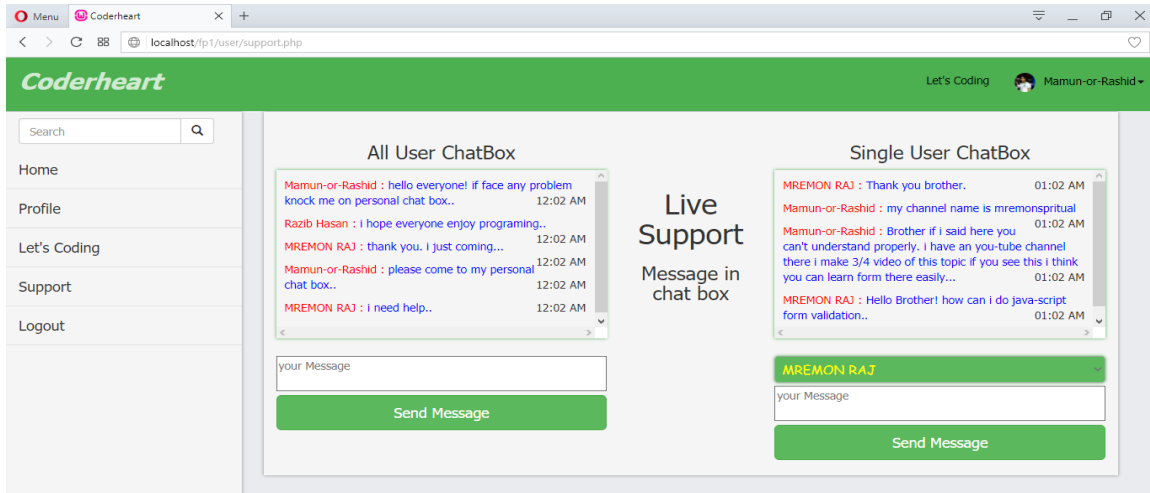 Menu
Coderheart
localhost/fp1/user/support.php
Coderheart
Let's Coding
Mamun-or-Rashid
Search
Home
Profile
Let's Coding
Support
Logout
All User ChatBox
Mamun-or-Rashid : hello everyone! if face any problem
knock me on personal chat box.. 12:02 AM
Razib Hasan : i hope everyone enjoy programing..
12:02 AM
MREMON RAJ : thank you. i just coming...
12:02 AM
Mamun-or-Rashid : please come to my personal
chat box.. 12:02 AM
MREMON RAJ : i need help.. 12:02 AM
your Message
Send Message
Live
Support
Message in
chat box
Single User ChatBox
MREMON RAJ : Thank you brother. 01:02 AM
Mamun-or-Rashid : my channel name is mremonspritual
01:02 AM
Mamun-or-Rashid : Brother if i said here you
can't understand properly. i have an you-tube channel
there i make 3/4 video of this topic if you see this i think
you can learn form there easily... 01:02 AM
MREMON RAJ : Hello Brother! how can i do java-script
form validation.. 01:02 AM
MREMON RAJ
your Message
Send Message